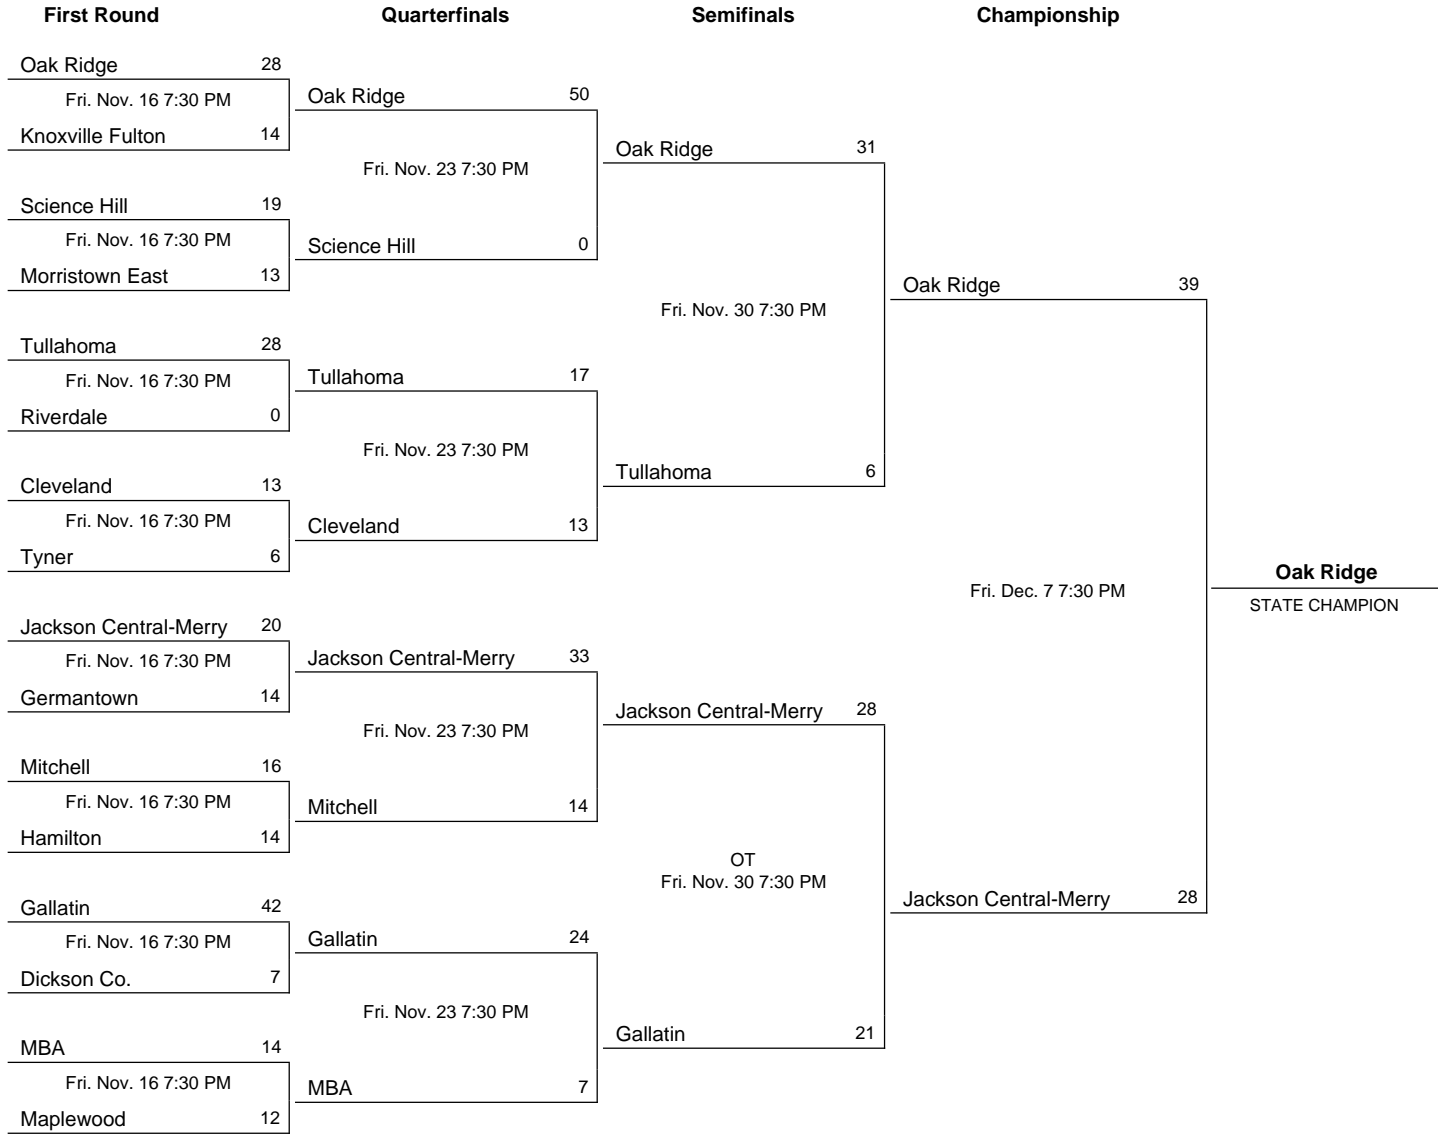 First Round Quarterfinals Semifinals Championship
Oak Ridge 28
Fri. Nov. 16 7:30 PM
Knoxville Fulton 14
Science Hill 19
Fri. Nov. 16 7:30 PM
Morristown East 13
Tullahoma 28
Fri. Nov. 16 7:30 PM
Riverdale 0
Cleveland 13
Fri. Nov. 16 7:30 PM
Tyner 6
Jackson Central-Merry 20
Fri. Nov. 16 7:30 PM
Germantown 14
Mitchell 16
Fri. Nov. 16 7:30 PM
Hamilton 14
Gallatin 42
Fri. Nov. 16 7:30 PM
Dickson Co. 7
MBA 14
Fri. Nov. 16 7:30 PM
Maplewood 12
Oak Ridge 50
Fri. Nov. 23 7:30 PM
Science Hill 0
Tullahoma 17
Fri. Nov. 23 7:30 PM
Cleveland 13
Jackson Central-Merry 33
Fri. Nov. 23 7:30 PM
Mitchell 14
Gallatin 24
Fri. Nov. 23 7:30 PM
MBA 7
Oak Ridge 31
Fri. Nov. 30 7:30 PM
Tullahoma 6
Jackson Central-Merry 28
OT
Fri. Nov. 30 7:30 PM
Gallatin 21
Oak Ridge 39
Fri. Dec. 7 7:30 PM
Jackson Central-Merry 28
Oak Ridge
STATE CHAMPION